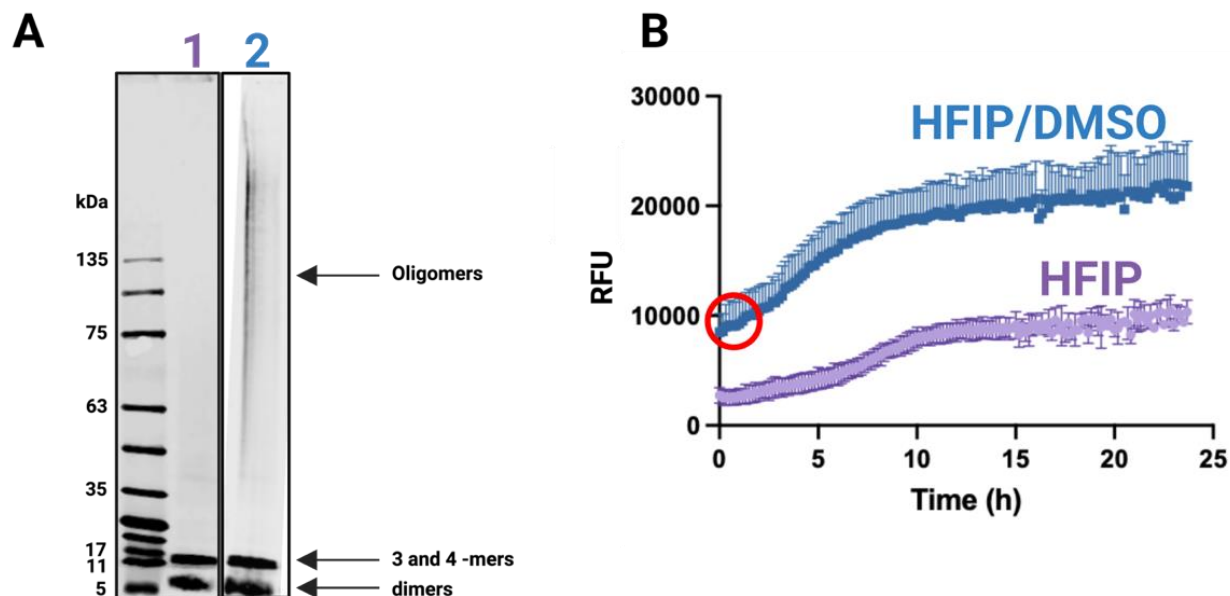 A
1 2
kDa
135
75
63
35
17
11
5
Oligomers
3 and 4 -mers
dimers
B
30000
20000
10000
0
RFU
HFIP/DMSO
HFIP
0 5 10 15 20 25
Time (h)